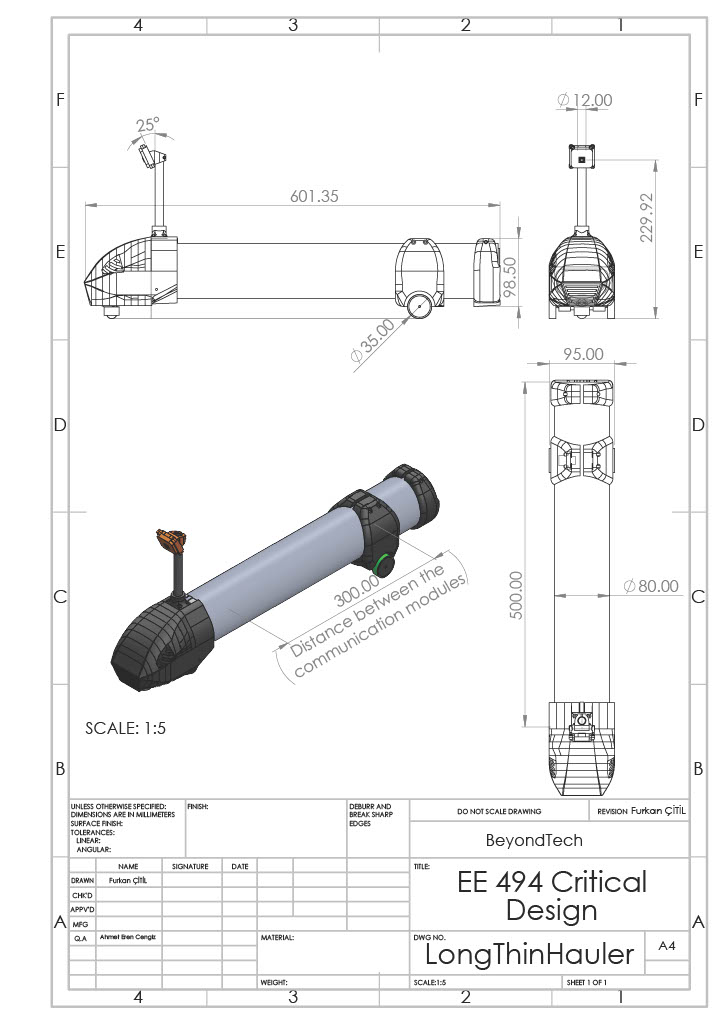 4 3 2 1
F F
∅12.00
25°
601.35
229.92
E E
98.50
∅35.00
95.00
D D
500.00
∅80.00
C C
300.00
Distance between the
communication modules
SCALE: 1:5
B B
UNLESS OTHERWISE SPECIFIED:
DIMENSIONS ARE IN MILLIMETERS
SURFACE FINISH:
TOLERANCES:
LINEAR:
ANGULAR:
FINISH:
DEBURR AND
BREAK SHARP
EDGES
DO NOT SCALE DRAWING
REVISION Furkan ÇİTİL
BeyondTech
NAME SIGNATURE DATE
DRAWN Furkan ÇİTİL
CHK'D
APPV'D
MFG
Q.A Ahmet Eren Cengiz
TITLE:
EE 494 Critical
Design
A A
MATERIAL:
DWG NO.
LongThinHauler
A4
WEIGHT:
SCALE:1:5
SHEET 1 OF 1
4 3 2 1